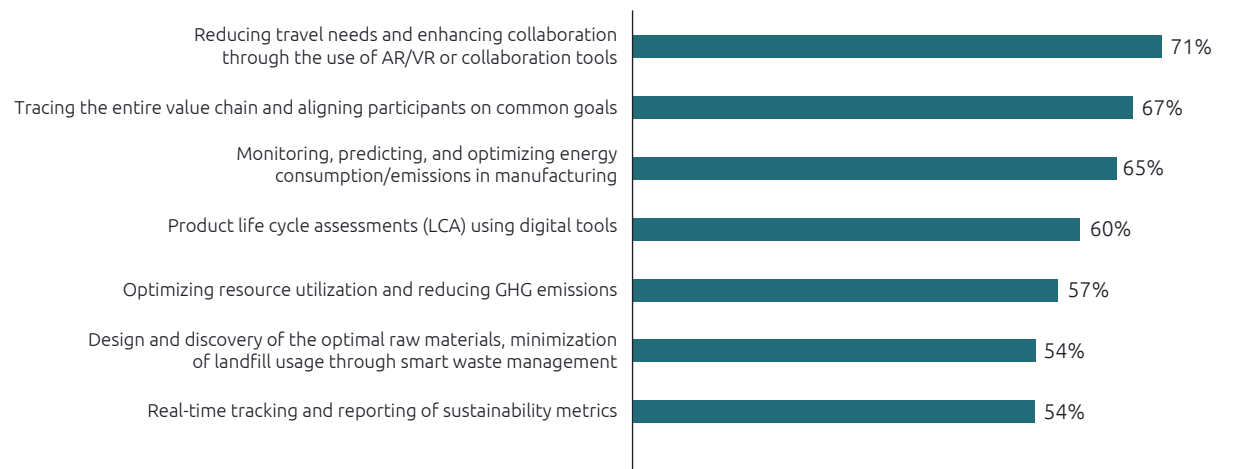 Reducing travel needs and enhancing collaboration
through the use of AR/VR or collaboration tools
71%
Tracing the entire value chain and aligning participants on common goals
67%
Monitoring, predicting, and optimizing energy
consumption/emissions in manufacturing
65%
Product life cycle assessments (LCA) using digital tools
60%
Optimizing resource utilization and reducing GHG emissions
57%
Design and discovery of the optimal raw materials, minimization
of landfill usage through smart waste management
54%
Real-time tracking and reporting of sustainability metrics
54%